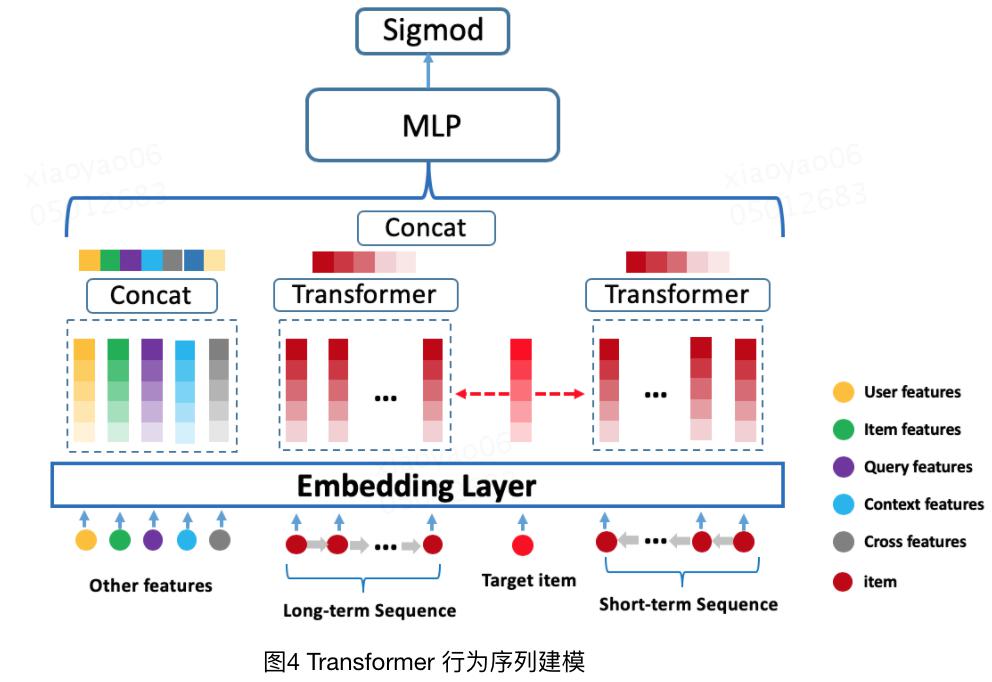 Sigmod
MLP
xiaoyao06
05012683
xiaoyao06
05012683
Concat
Concat
Transformer
Transformer
...
...
User features
Item features
Query features
Context features
Cross features
item
Embedding Layer
...
...
Other features
Long-term Sequence
Target item
Short-term Sequence
图4 Transformer 行为序列建模